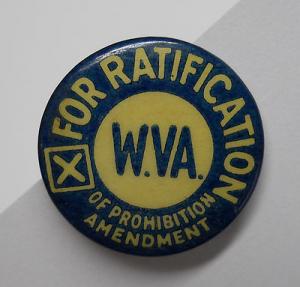 FOR RATIFICATION
W.VA.
OF PROHIBITION
AMENDMENT